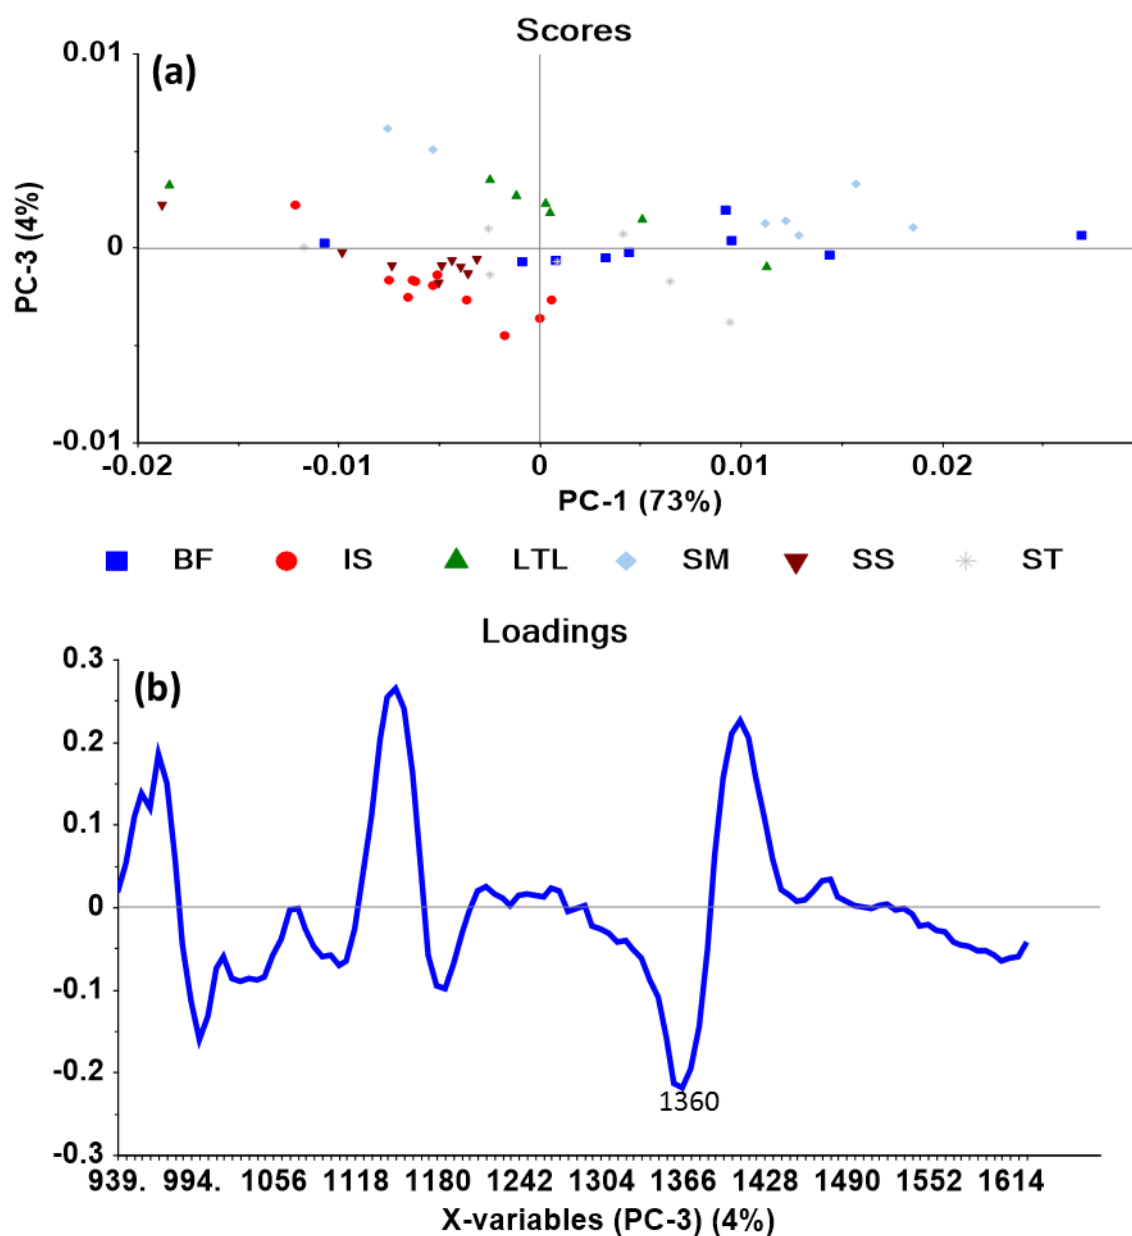 Scores
(a)
0.01
0
-0.01
PC-3 (4%)
-0.02 -0.01 0 0.01 0.02
PC-1 (73%)
BF IS LTL SM SS ST
Loadings
(b)
0.3
0.2
0.1
0
-0.1
-0.2
-0.3
1360
939. 994. 1056 1118 1180 1242 1304 1366 1428 1490 1552 1614
X-variables (PC-3) (4%)